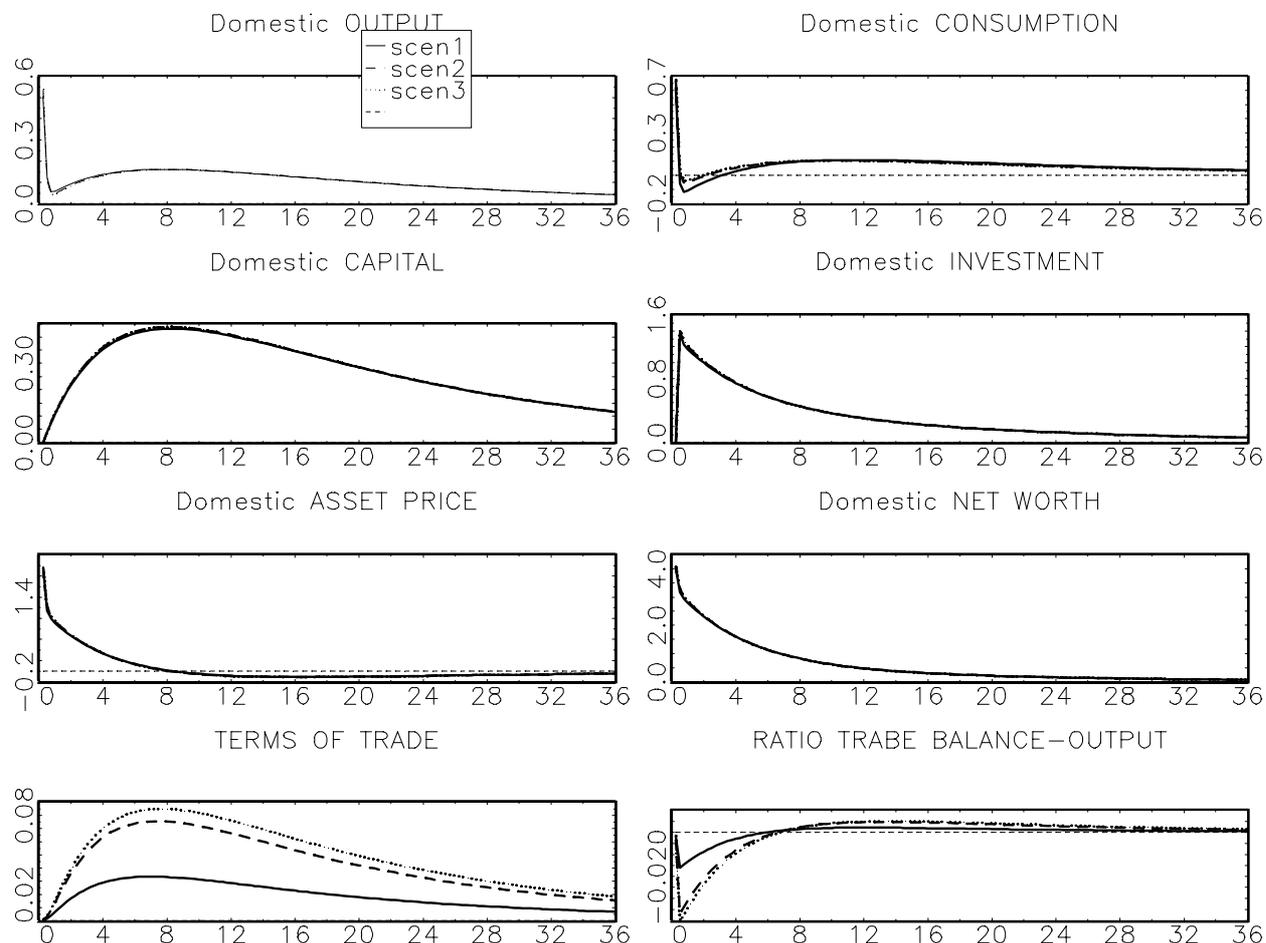 Domestic OUTPUT
scen1
scen2
scen3
0.6
0.3
0.0
0 4 8 12 16 20 24 28 32 36
Domestic CONSUMPTION
0.7
-0.2
0 4 8 12 16 20 24 28 32 36
Domestic CAPITAL
0.30
0.00
0 4 8 12 16 20 24 28 32 36
Domestic INVESTMENT
1.6
0.8
0.0
0 4 8 12 16 20 24 28 32 36
Domestic ASSET PRICE
1.4
-0.2
0 4 8 12 16 20 24 28 32 36
Domestic NET WORTH
4.0
2.0
0.0
0 4 8 12 16 20 24 28 32 36
TERMS OF TRADE
0.08
0.02
0 4 8 12 16 20 24 28 32 36
RATIO TRABE BALANCE-OUTPUT
-0.020
0 4 8 12 16 20 24 28 32 36